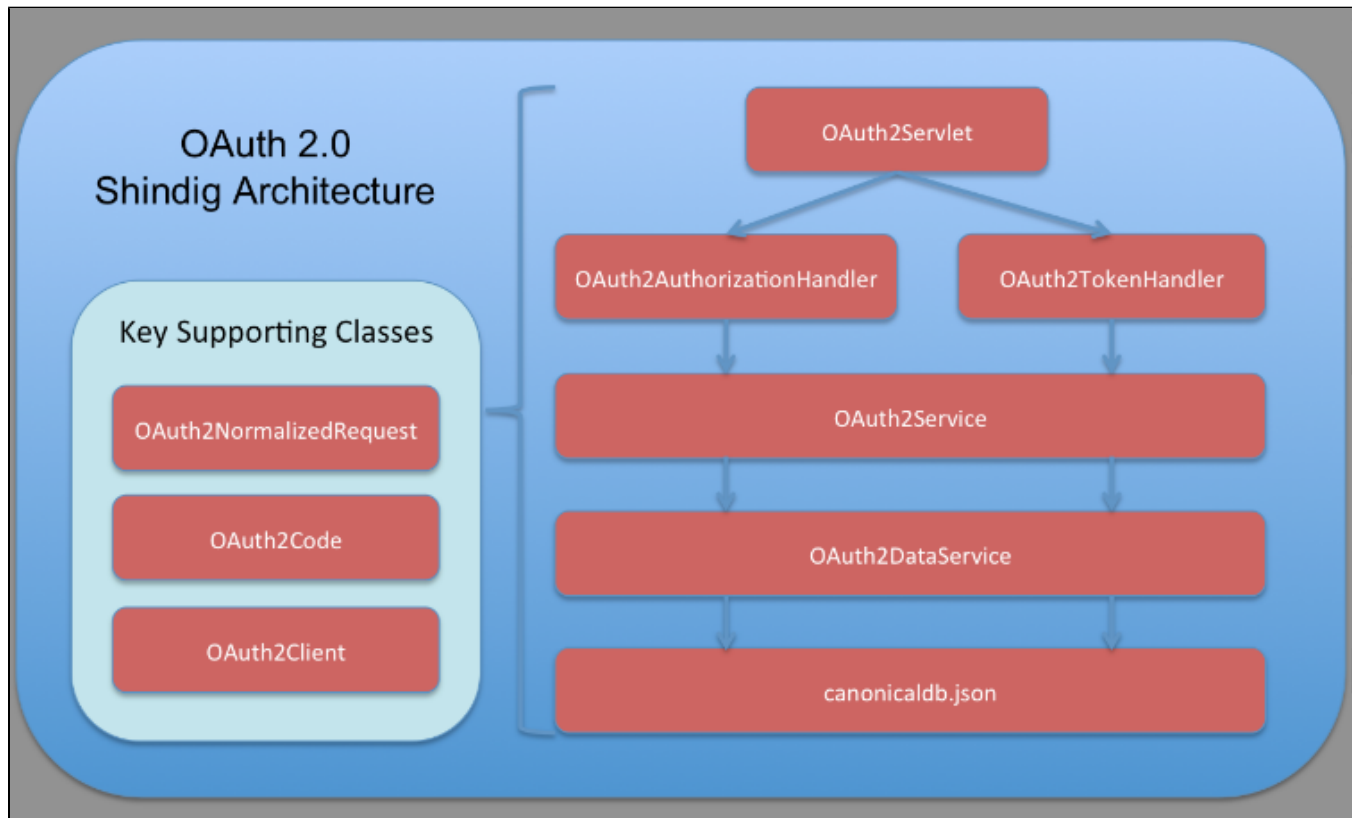 OAuth 2.0
Shindig Architecture
Key Supporting Classes
OAuth2NormalizedRequest
OAuth2Code
OAuth2Client
OAuth2Servlet
OAuth2AuthorizationHandler
OAuth2TokenHandler
OAuth2Service
OAuth2DataService
canonicaldb.json